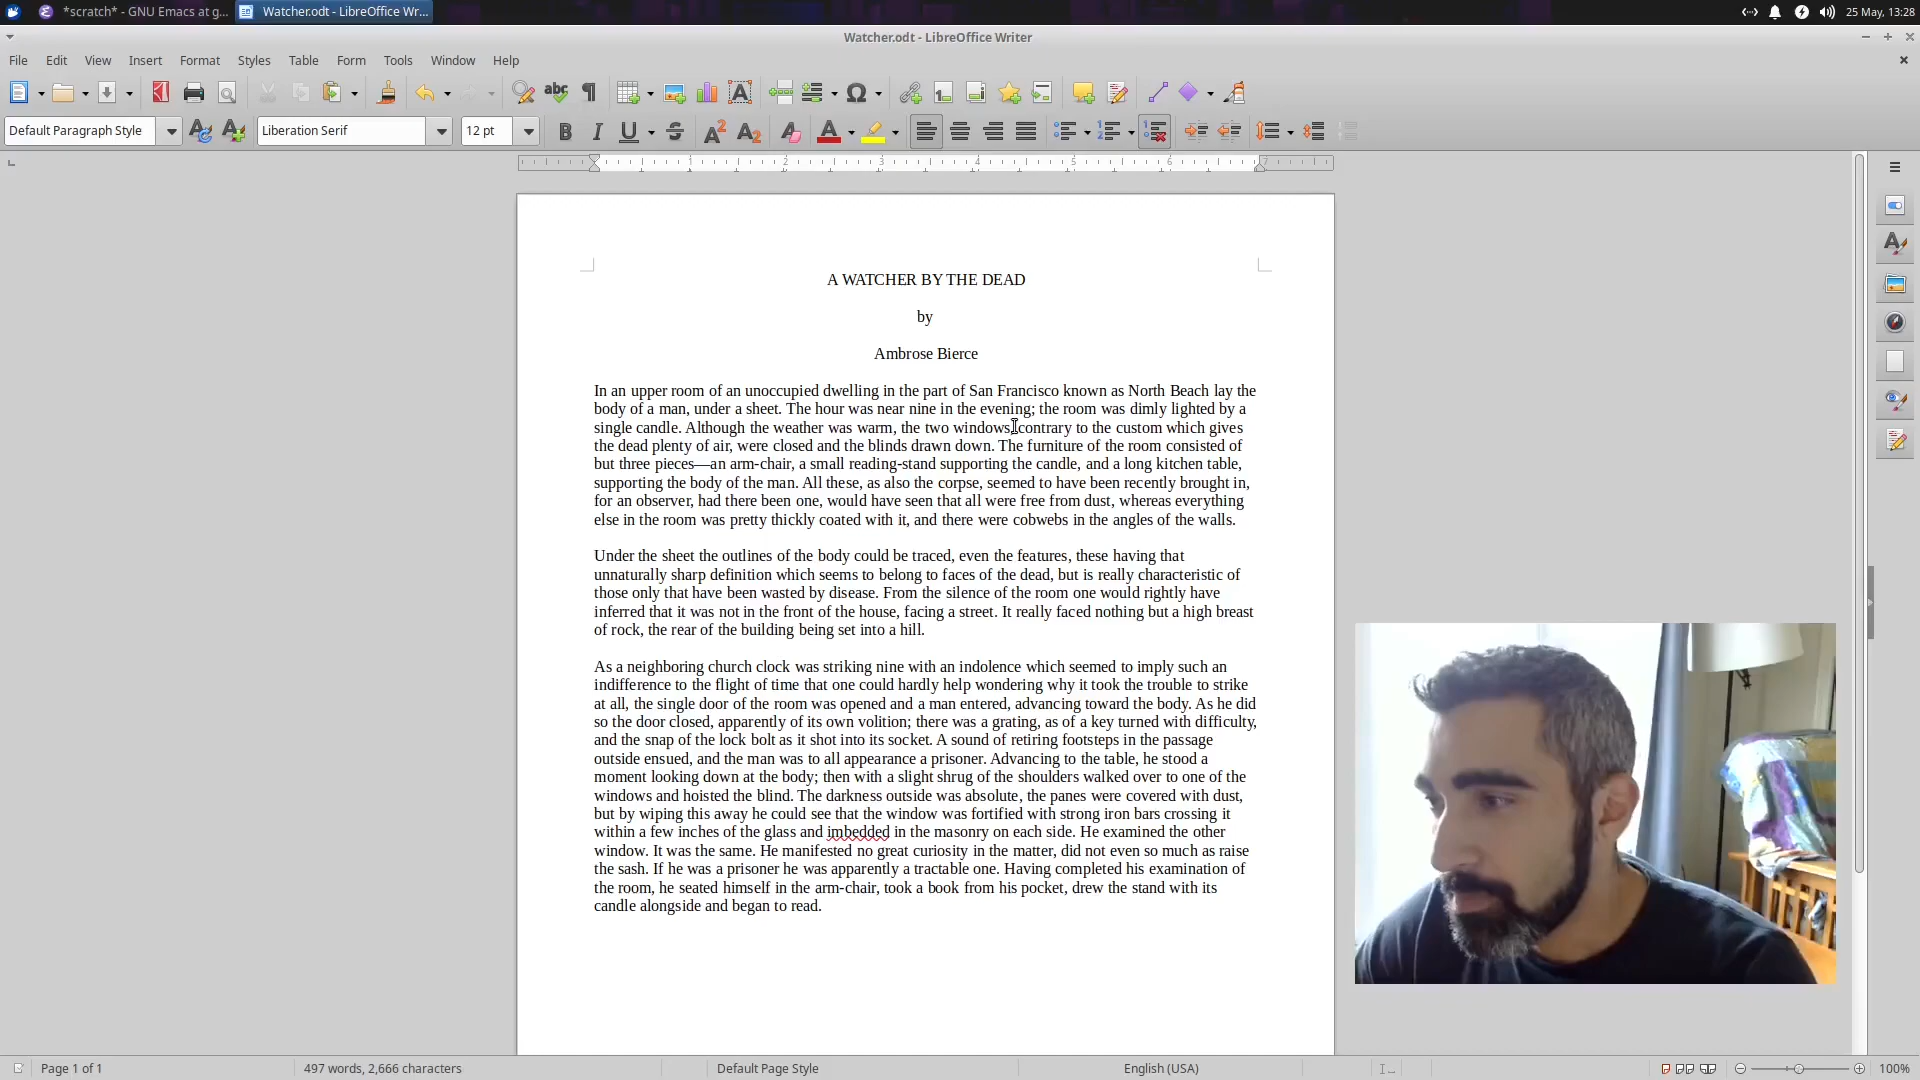 *scratch* - GNU Emacs at g...
Watcher.odt - LibreOffice Wr...
25 May, 13:28
Watcher.odt - LibreOffice Writer
File Edit View Insert Format Styles Table Form Tools Window Help
Default Paragraph Style
Liberation Serif
12 pt
1 2 3 4 5 6 7
A WATCHER BY THE DEAD
by
Ambrose Bierce
In an upper room of an unoccupied dwelling in the part of San Francisco known as North Beach lay the
body of a man, under a sheet. The hour was near nine in the evening; the room was dimly lighted by a
single candle. Although the weather was warm, the two windows, contrary to the custom which gives
the dead plenty of air, were closed and the blinds drawn down. The furniture of the room consisted of
but three pieces—an arm-chair, a small reading-stand supporting the candle, and a long kitchen table,
supporting the body of the man. All these, as also the corpse, seemed to have been recently brought in,
for an observer, had there been one, would have seen that all were free from dust, whereas everything
else in the room was pretty thickly coated with it, and there were cobwebs in the angles of the walls.
Under the sheet the outlines of the body could be traced, even the features, these having that
unnaturally sharp definition which seems to belong to faces of the dead, but is really characteristic of
those only that have been wasted by disease. From the silence of the room one would rightly have
inferred that it was not in the front of the house, facing a street. It really faced nothing but a high breast
of rock, the rear of the building being set into a hill.
As a neighboring church clock was striking nine with an indolence which seemed to imply such an
indifference to the flight of time that one could hardly help wondering why it took the trouble to strike
at all, the single door of the room was opened and a man entered, advancing toward the body. As he did
so the door closed, apparently of its own volition; there was a grating, as of a key turned with difficulty,
and the snap of the lock bolt as it shot into its socket. A sound of retiring footsteps in the passage
outside ensued, and the man was to all appearance a prisoner. Advancing to the table, he stood a
moment looking down at the body; then with a slight shrug of the shoulders walked over to one of the
windows and hoisted the blind. The darkness outside was absolute, the panes were covered with dust,
but by wiping this away he could see that the window was fortified with strong iron bars crossing it
within a few inches of the glass and imbedded in the masonry on each side. He examined the other
window. It was the same. He manifested no great curiosity in the matter, did not even so much as raise
the sash. If he was a prisoner he was apparently a tractable one. Having completed his examination of
the room, he seated himself in the arm-chair, took a book from his pocket, drew the stand with its
candle alongside and began to read.
Page 1 of 1
497 words, 2,666 characters
Default Page Style
English (USA)
100%